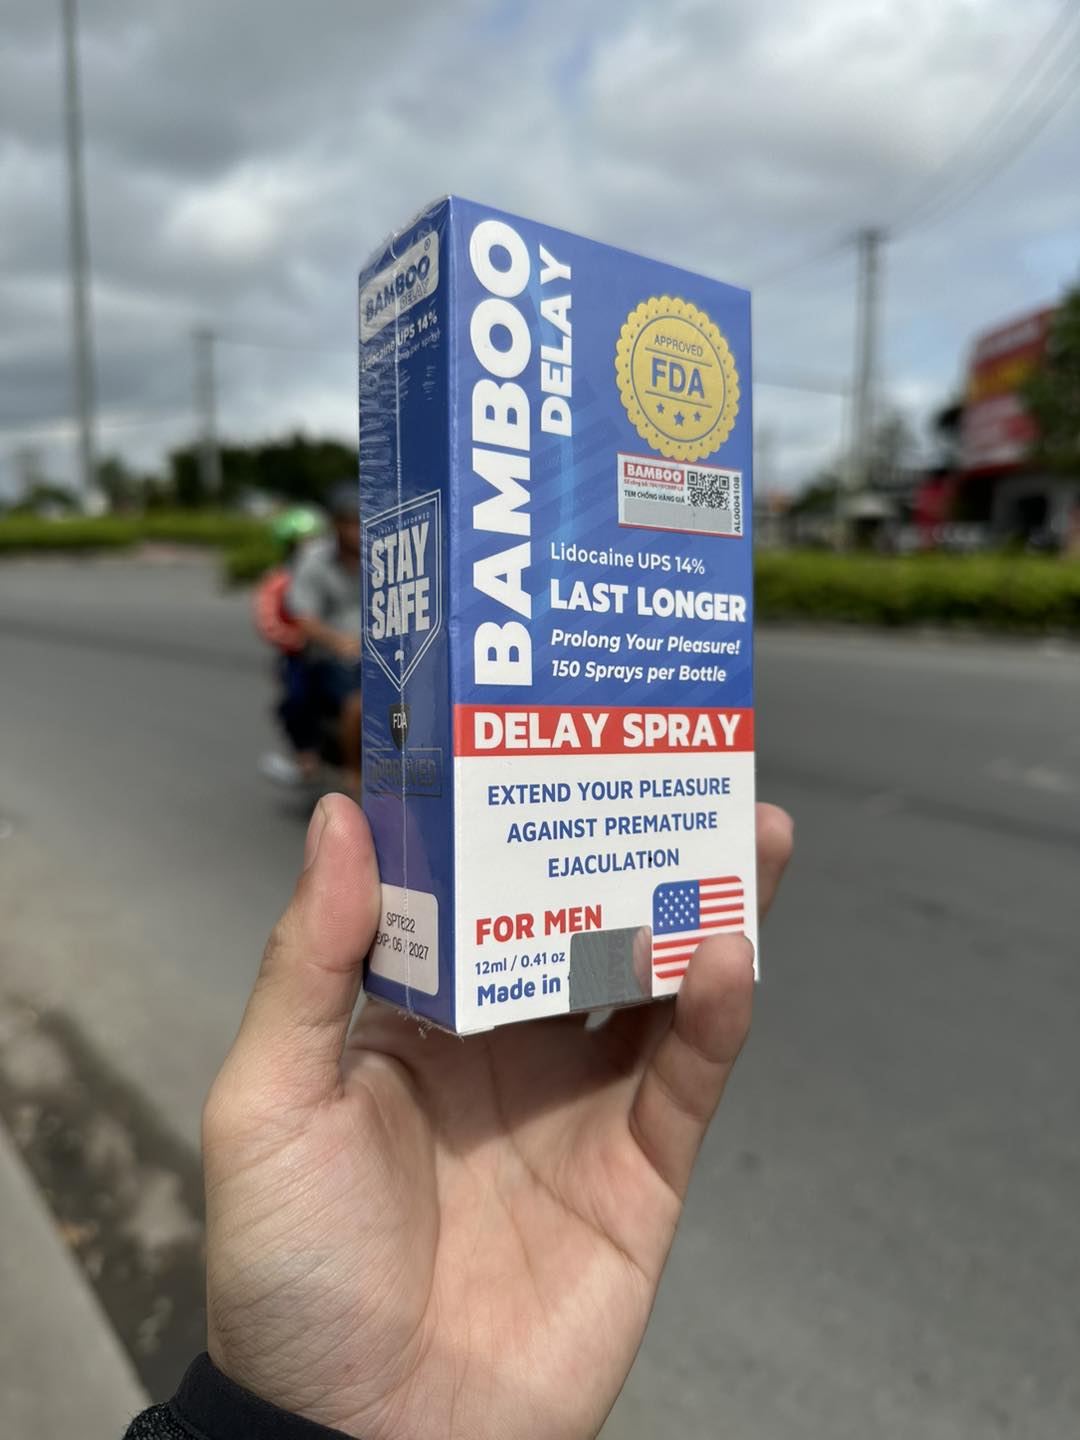 BAMBOO
DELAY
UPS 14%
STAY
SAFE
FDA
APPROVED
SPT622
EXP: 05 / 2027
BAMBOO
DELAY
APPROVED
FDA
BAMBOO
TEM CHỐNG HÀNG GIẢ
AL0004108
Lidocaine UPS 14%
LAST LONGER
Prolong Your Pleasure!
150 Sprays per Bottle
DELAY SPRAY
EXTEND YOUR PLEASURE
AGAINST PREMATURE
EJACULATION
FOR MEN
12ml / 0.41 oz
Made in